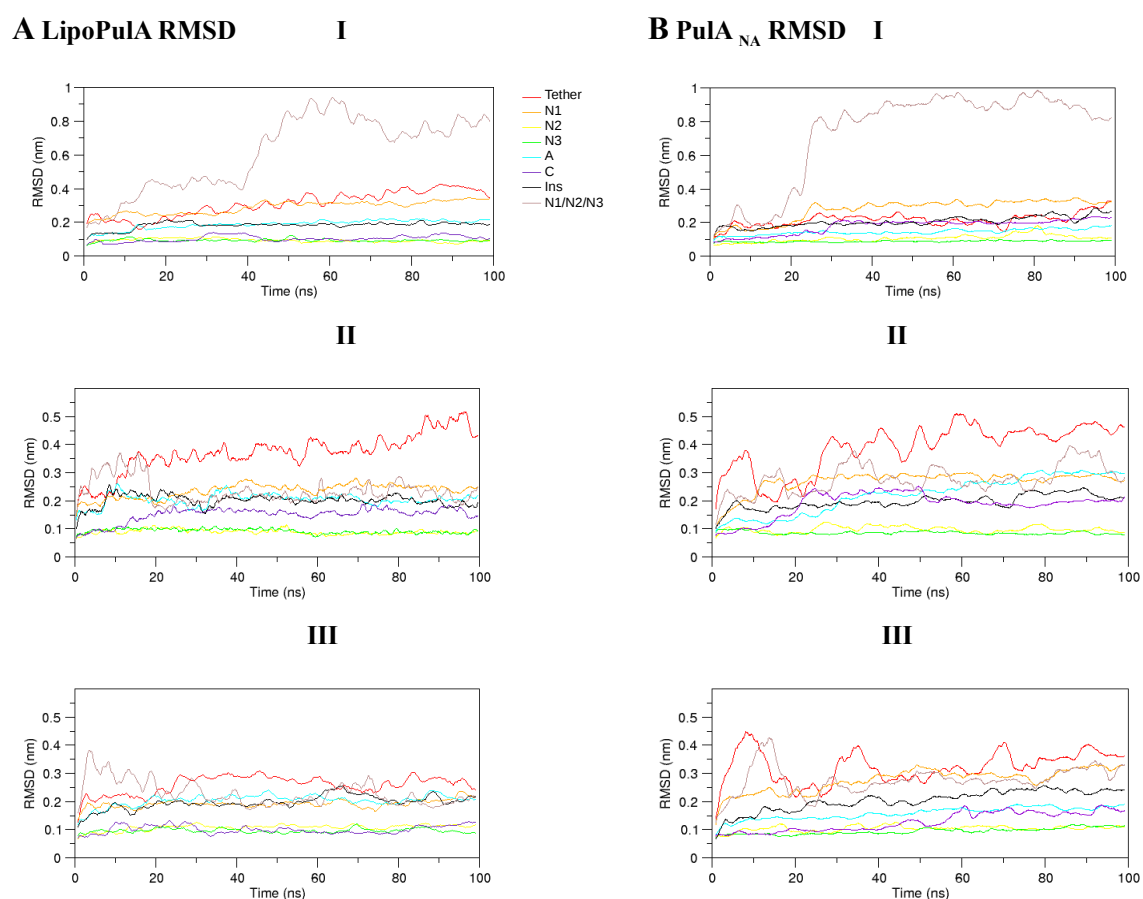 A LipoPulA RMSD I
B PulA NA RMSD I
1
0.8
0.6
0.4
0.2
0
RMSD (nm)
0 20 40 60 80 100
Time (ns)
Tether
N1
N2
N3
A
C
Ins
N1/N2/N3
1
0.8
0.6
0.4
0.2
0
RMSD (nm)
0 20 40 60 80 100
Time (ns)
II
II
0.5
0.4
0.3
0.2
0.1
0
RMSD (nm)
0 20 40 60 80 100
Time (ns)
0.5
0.4
0.3
0.2
0.1
0
RMSD (nm)
0 20 40 60 80 100
Time (ns)
III
III
0.5
0.4
0.3
0.2
0.1
0
RMSD (nm)
0 20 40 60 80 100
Time (ns)
0.5
0.4
0.3
0.2
0.1
0
RMSD (nm)
0 20 40 60 80 100
Time (ns)